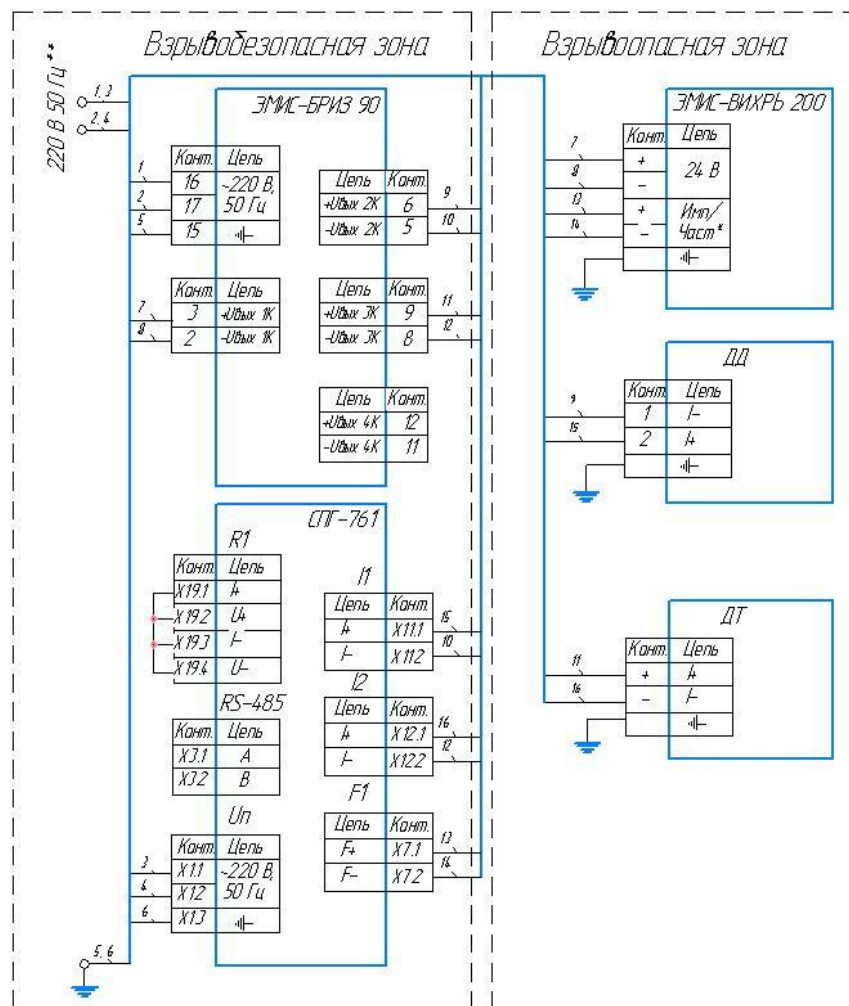 Взрывобезопасная зона
Взрывоопасная зона
220 В 50 Гц**
1, 3
2, 4
ЭМИС-БРИЗ 90
Конт. Цепь
1 16 ~220 В,
2 17 50 Гц
5 15
Цепь Конт.
+Uвых 2К 6 9
-Uвых 2К 5 10
Конт. Цепь
7 3 +Uвых 1К
8 2 -Uвых 1К
Цепь Конт.
+Uвых 3К 9 11
-Uвых 3К 8 12
Цепь Конт.
+Uвых 4К 12
-Uвых 4К 11
СПГ-761
R1
Конт. Цепь
X19.1 I+
X19.2 U+
X19.3 I-
X19.4 U-
RS-485
Конт. Цепь
X3.1 A
X3.2 B
Uп
Конт. Цепь
3 X1.1 ~220 В,
4 X1.2 50 Гц
6 X1.3
I1
Цепь Конт.
I+ X11.1 15
I- X11.2 10
I2
Цепь Конт.
I+ X12.1 16
I- X12.2 12
F1
Цепь Конт.
F+ X7.1 13
F- X7.2 14
5, 6
ЭМИС-ВИХРЬ 200
Конт. Цепь
7 + 24 В
8 -
13 + Имп/
14 - Част*
ДД
Конт. Цепь
9 1 I-
15 2 I+
ДТ
Конт. Цепь
11 + I+
16 - I-